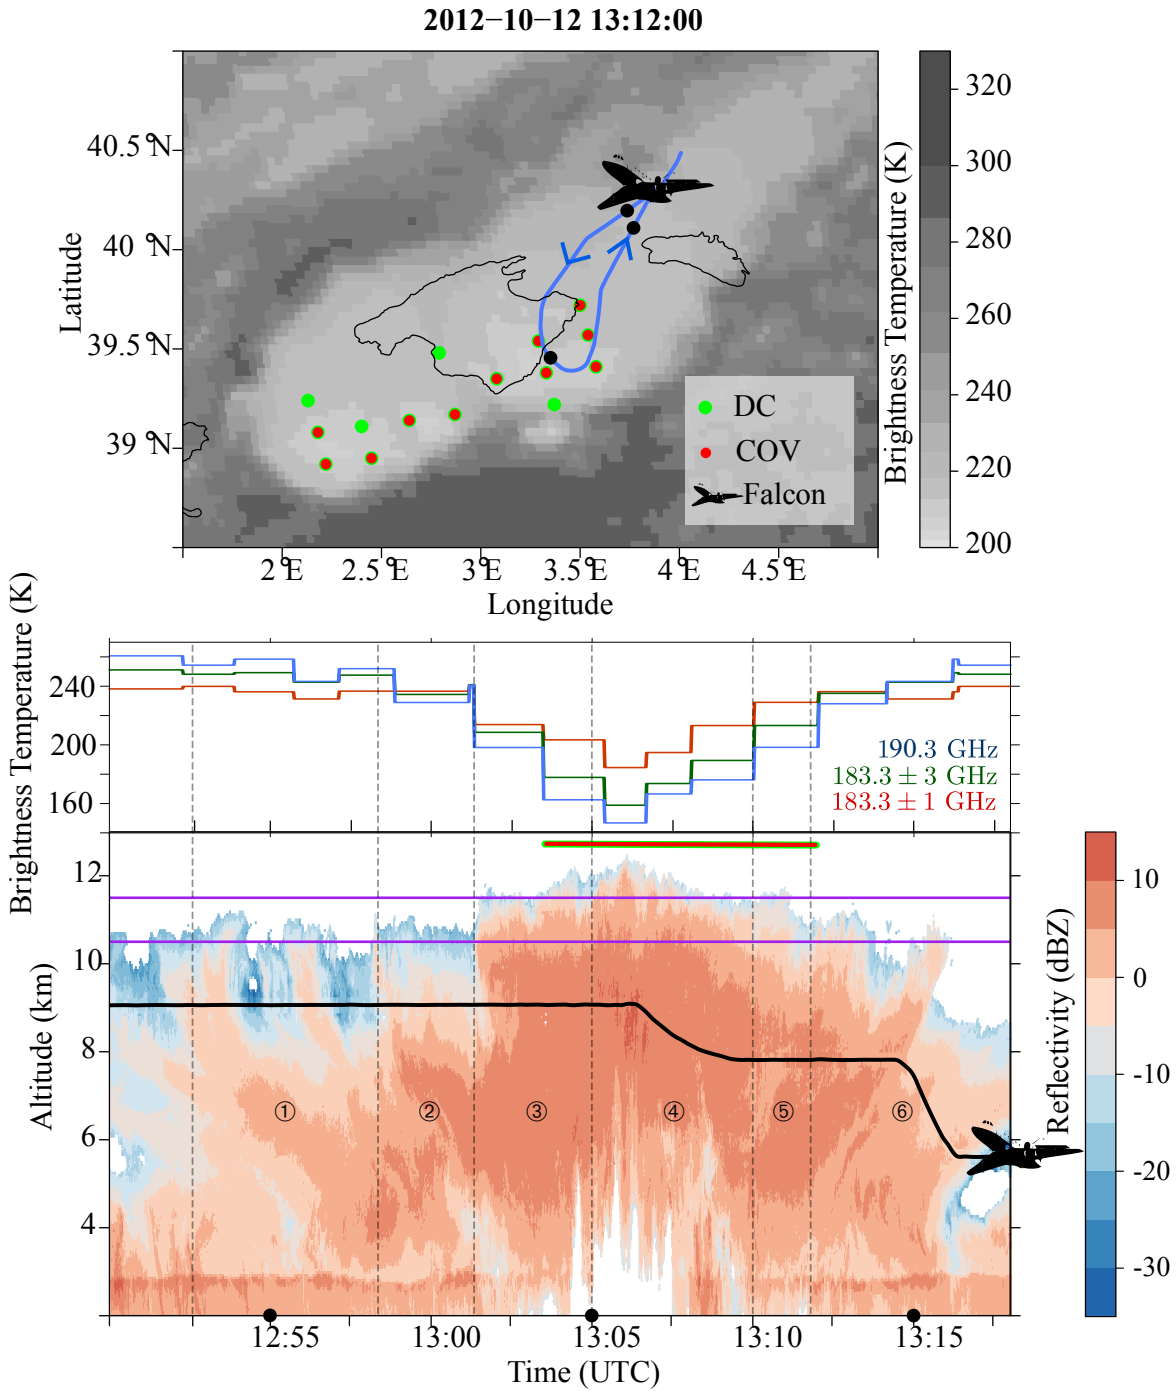 2012−10−12 13:12:00
40.5°N
40°N
39.5°N
39°N
Latitude
2°E
2.5°E
3°E
3.5°E
4°E
4.5°E
Longitude
DC
COV
Falcon
320
300
280
260
240
220
200
Brightness Temperature (K)
Brightness Temperature (K)
240
200
160
190.3 GHz
183.3 ± 3 GHz
183.3 ± 1 GHz
Altitude (km)
12
10
8
6
4
① ② ③ ④ ⑤ ⑥
12:55
13:00
13:05
13:10
13:15
Time (UTC)
Reflectivity (dBZ)
10
0
-10
-20
-30